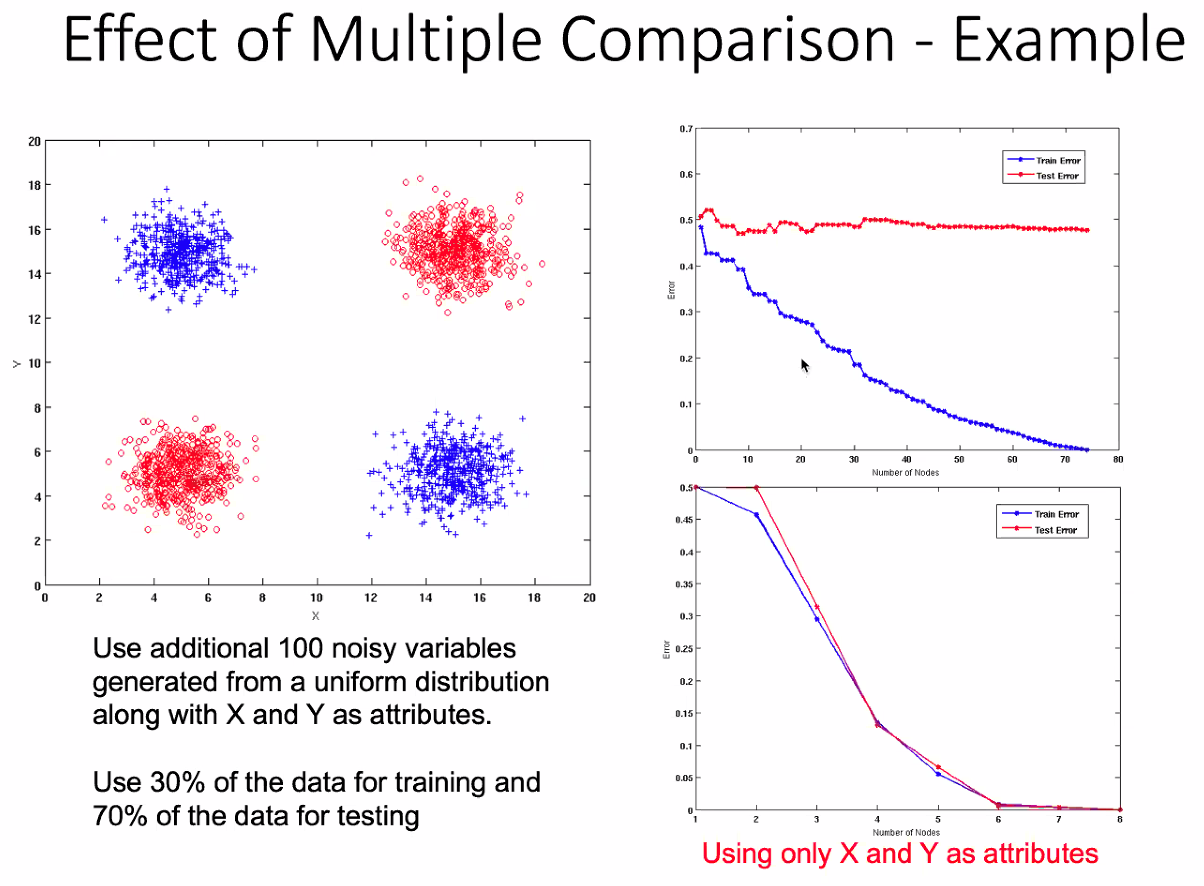 Effect of Multiple Comparison - Example
20
18
16
14
12
10
8
6
4
2
0
Y
0 2 4 6 8 10 12 14 16 18 20
X
Use additional 100 noisy variables
generated from a uniform distribution
along with X and Y as attributes.
Use 30% of the data for training and
70% of the data for testing
0.7
0.6
0.5
0.4
0.3
0.2
0.1
0
Error
Train Error
Test Error
0 10 20 30 40 50 60 70 80
Number of Nodes
0.5
0.45
0.4
0.35
0.3
0.25
0.2
0.15
0.1
0.05
0
Error
Train Error
Test Error
1 2 3 4 5 6 7 8
Number of Nodes
Using only X and Y as attributes